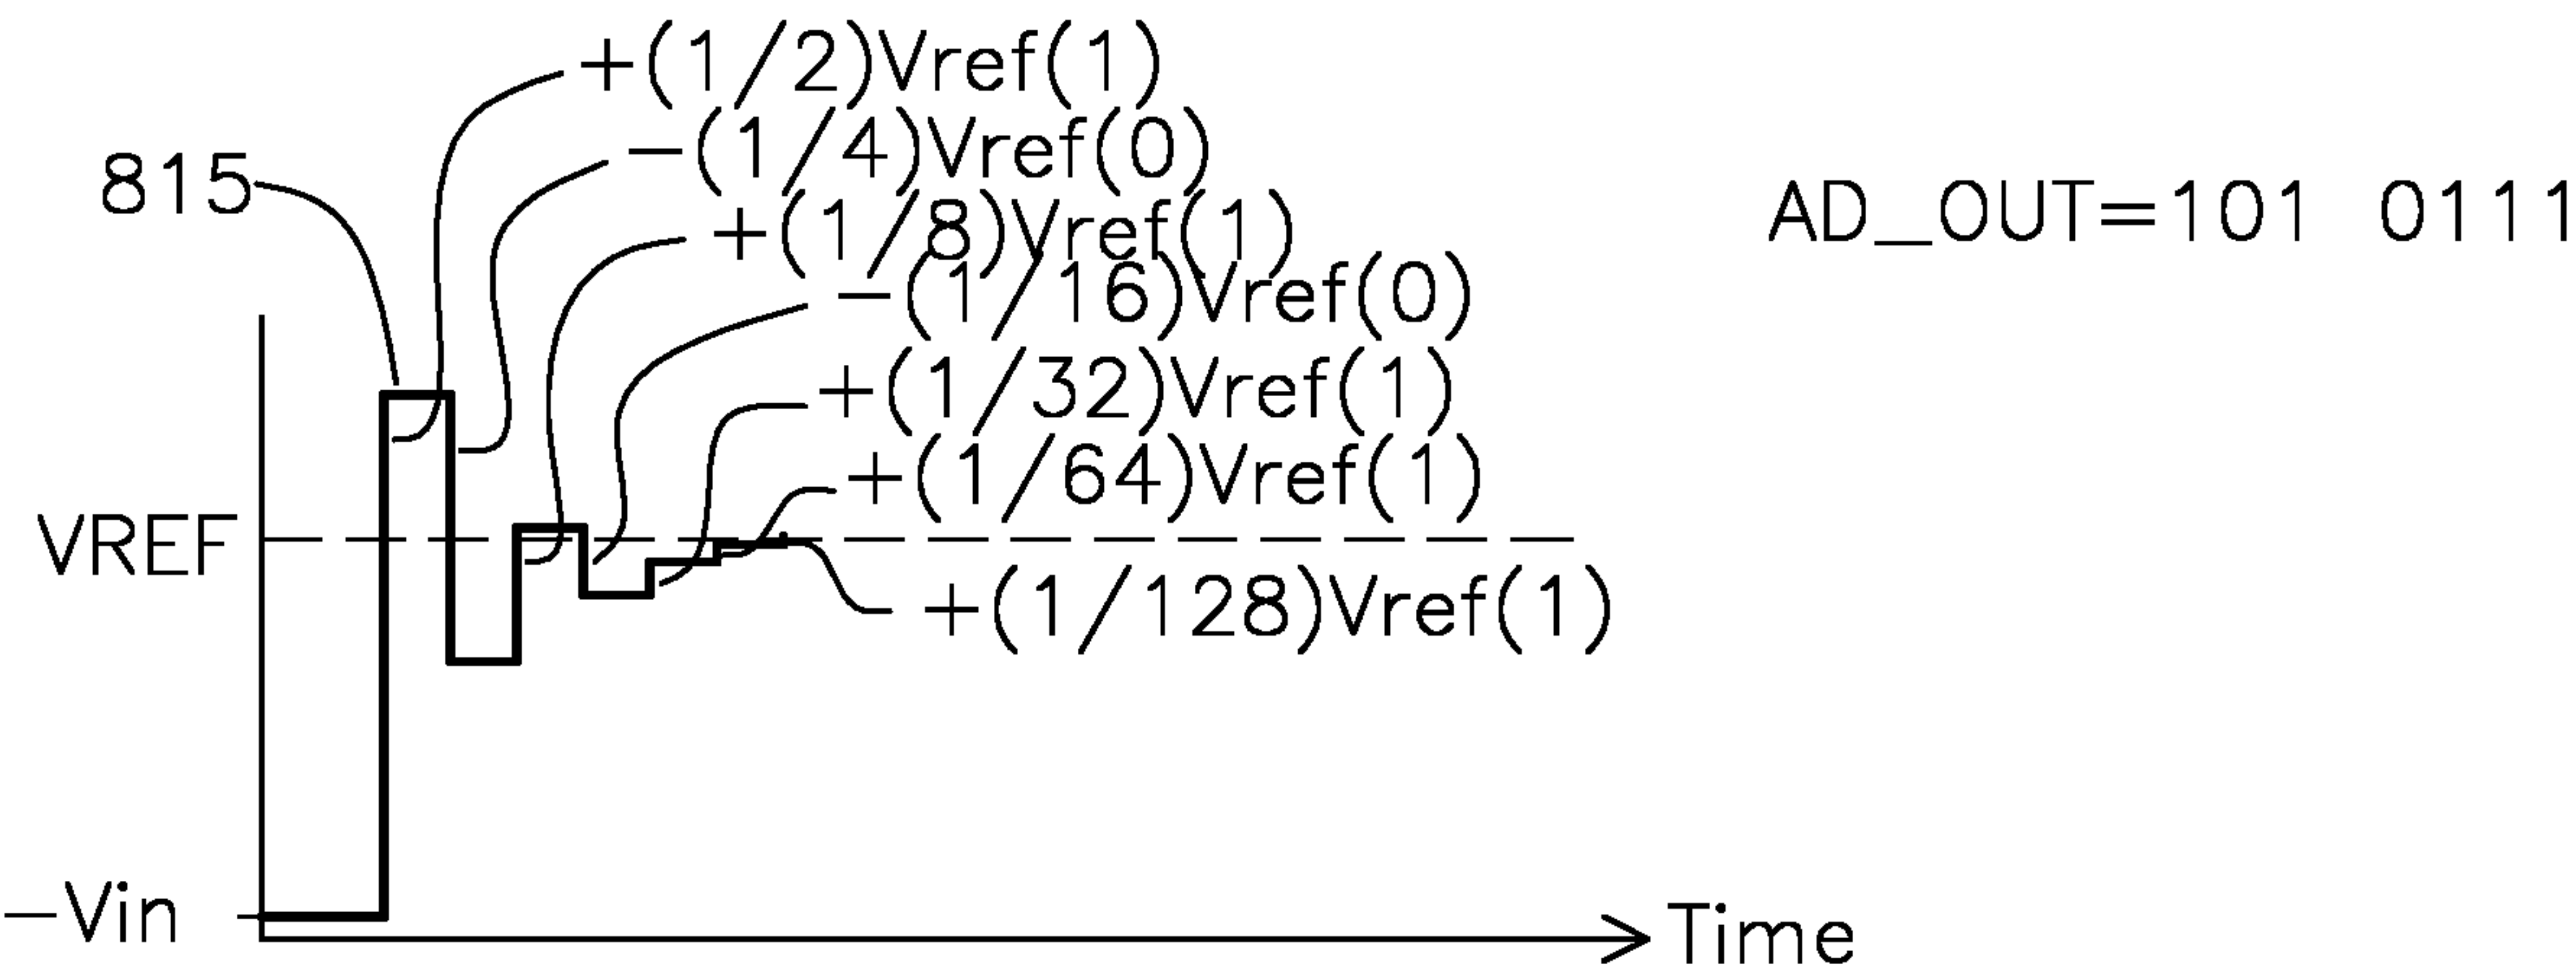 +(1/2)Vref(1)
−(1/4)Vref(0)
815
+(1/8)Vref(1)
AD_OUT=101 0111
−(1/16)Vref(0)
+(1/32)Vref(1)
+(1/64)Vref(1)
VREF
+(1/128)Vref(1)
−Vin
Time